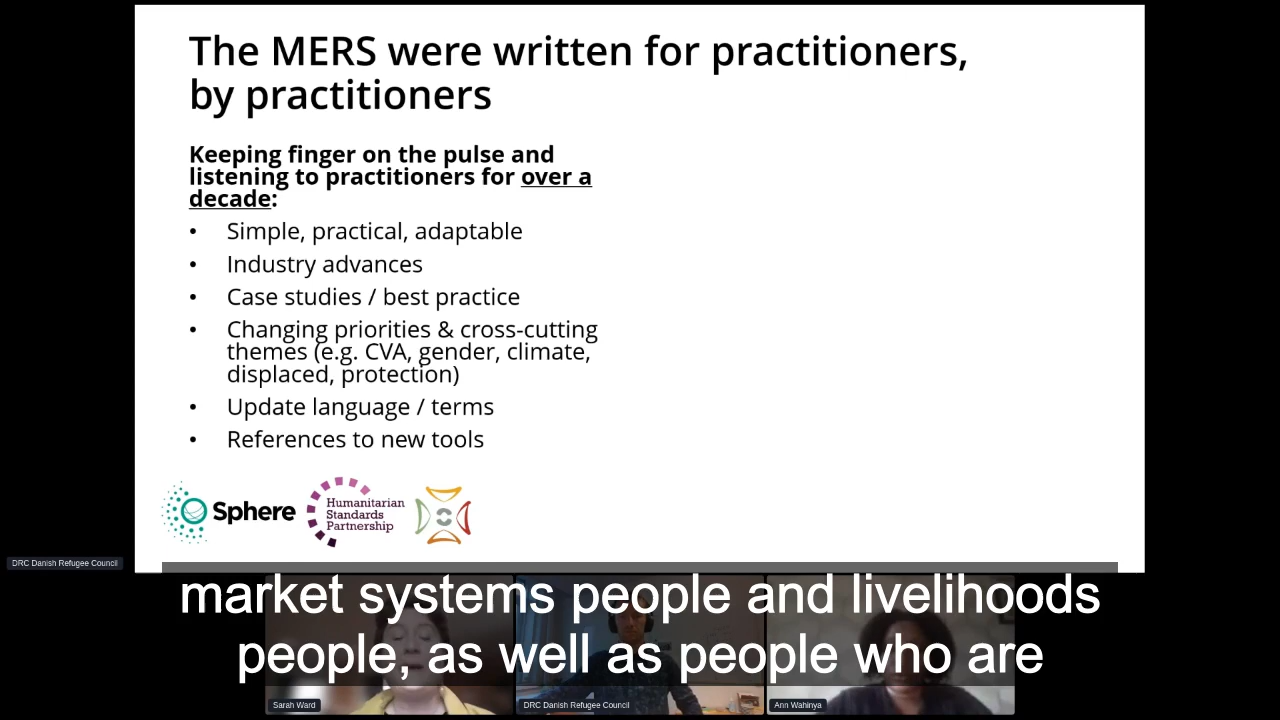 The MERS were written for practitioners,
by practitioners
Keeping finger on the pulse and
listening to practitioners for over a
decade:
• Simple, practical, adaptable
• Industry advances
• Case studies / best practice
• Changing priorities & cross-cutting
themes (e.g. CVA, gender, climate,
displaced, protection)
• Update language / terms
• References to new tools
Sphere
Humanitarian
Standards
Partnership
DRC Danish Refugee Council
market systems people and livelihoods
people, as well as people who are
Sarah Ward
DRC Danish Refugee Council
Ann Wahinya